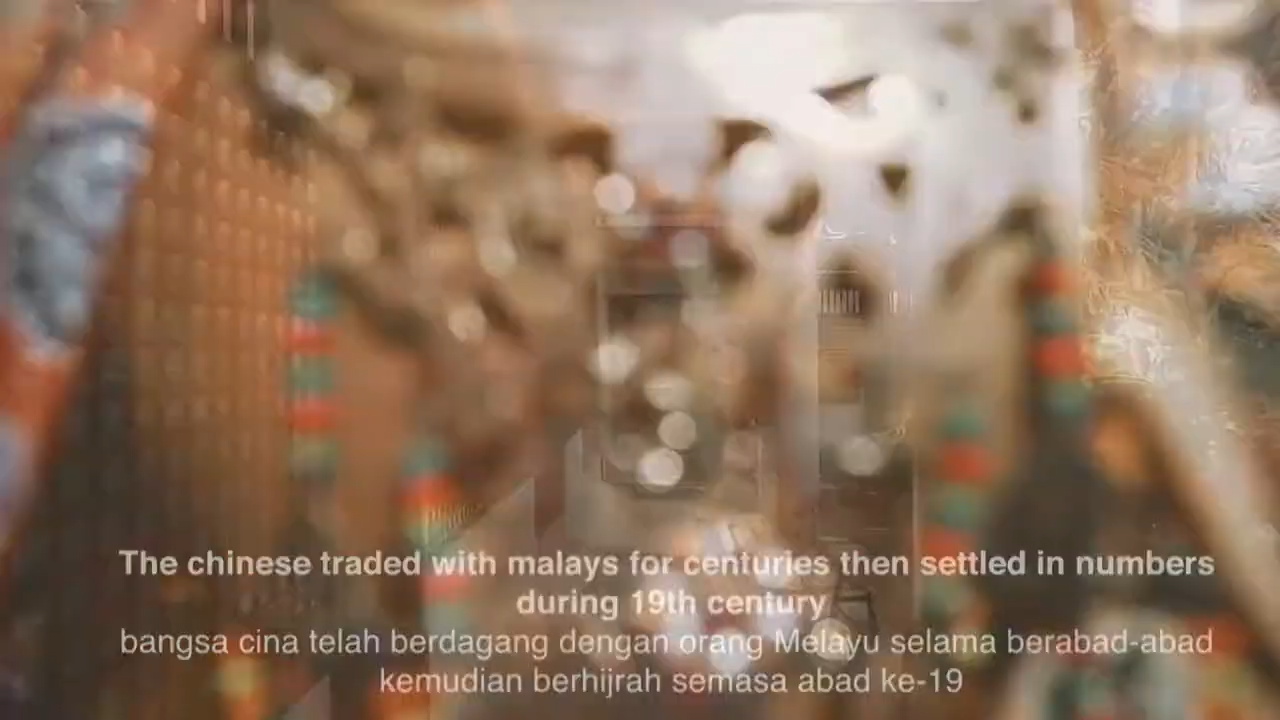 The chinese traded with malays for centuries then settled in numbers
during 19th century
bangsa cina telah berdagang dengan orang Melayu selama berabad-abad
kemudian berhijrah semasa abad ke-19